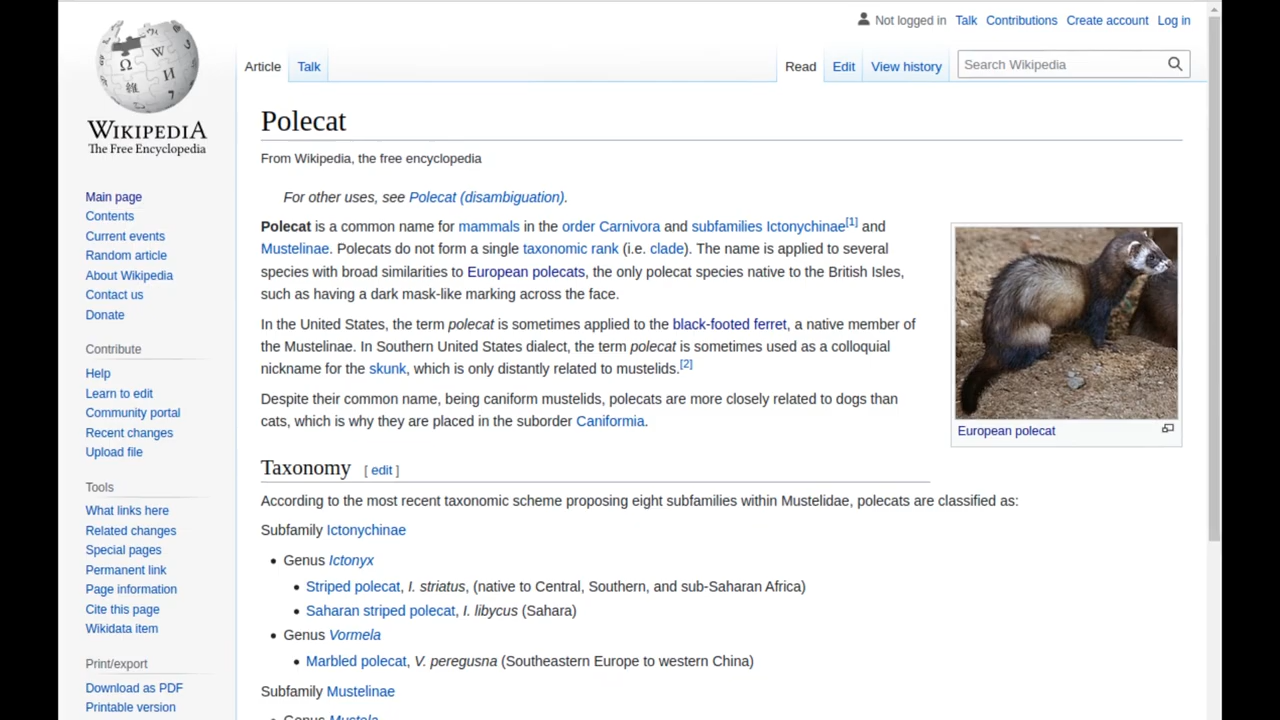 Not logged in Talk Contributions Create account Log in
Article Talk Read Edit View history Search Wikipedia
WIKIPEDIA
The Free Encyclopedia
Main page
Contents
Current events
Random article
About Wikipedia
Contact us
Donate
Contribute
Help
Learn to edit
Community portal
Recent changes
Upload file
Tools
What links here
Related changes
Special pages
Permanent link
Page information
Cite this page
Wikidata item
Print/export
Download as PDF
Printable version
Polecat
From Wikipedia, the free encyclopedia
For other uses, see Polecat (disambiguation).
Polecat is a common name for mammals in the order Carnivora and subfamilies Ictonychinae[1] and
Mustelinae. Polecats do not form a single taxonomic rank (i.e. clade). The name is applied to several
species with broad similarities to European polecats, the only polecat species native to the British Isles,
such as having a dark mask-like marking across the face.
In the United States, the term polecat is sometimes applied to the black-footed ferret, a native member of
the Mustelinae. In Southern United States dialect, the term polecat is sometimes used as a colloquial
nickname for the skunk, which is only distantly related to mustelids.[2]
Despite their common name, being caniform mustelids, polecats are more closely related to dogs than
cats, which is why they are placed in the suborder Caniformia.
European polecat
Taxonomy [ edit ]
According to the most recent taxonomic scheme proposing eight subfamilies within Mustelidae, polecats are classified as:
Subfamily Ictonychinae
• Genus Ictonyx
• Striped polecat, I. striatus, (native to Central, Southern, and sub-Saharan Africa)
• Saharan striped polecat, I. libycus (Sahara)
• Genus Vormela
• Marbled polecat, V. peregusna (Southeastern Europe to western China)
Subfamily Mustelinae
• Genus Mustela